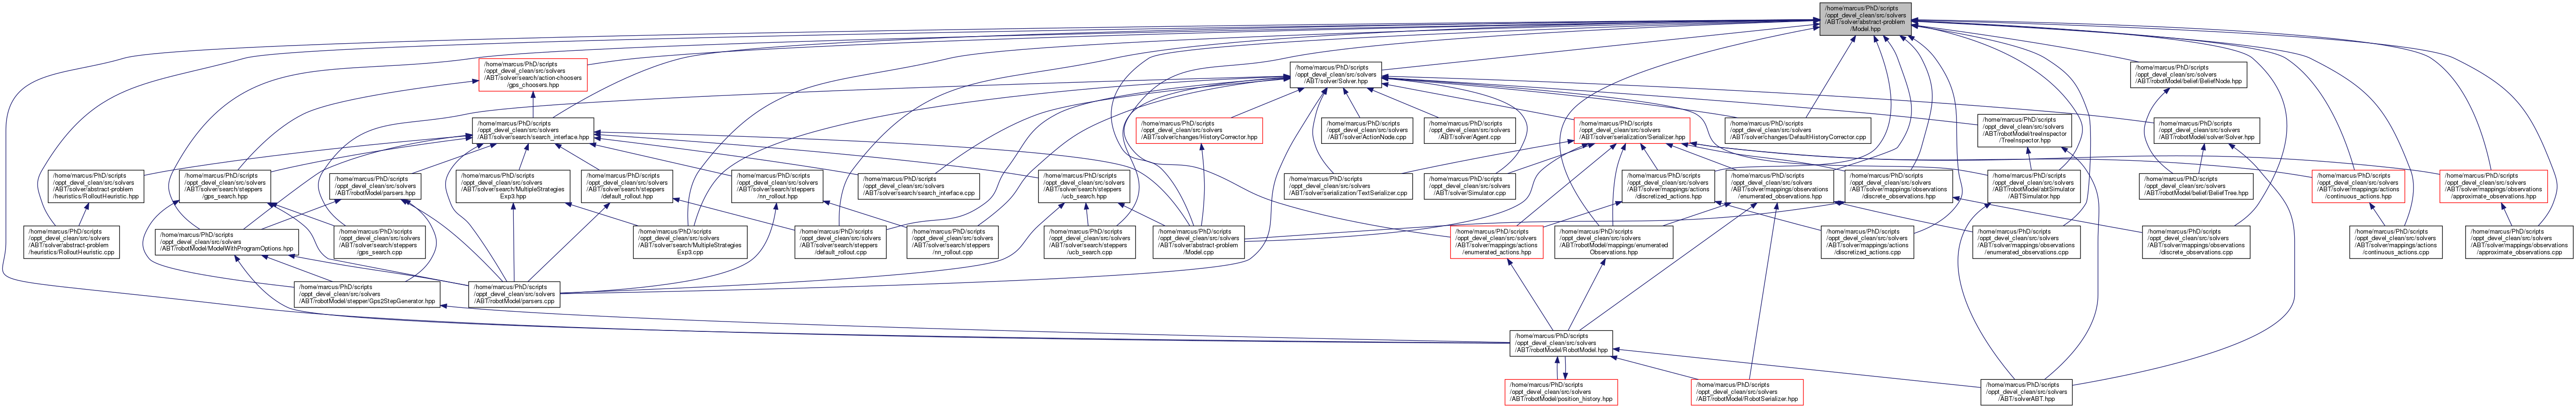 /home/marcus/PhD/scripts
/oppt_devel_clean/src/solvers
/ABT/solver/abstract-problem
/Model.hpp
/home/marcus/PhD/scripts
/oppt_devel_clean/src/solvers
/ABT/solver/search/action-choosers
/gps_choosers.hpp
/home/marcus/PhD/scripts
/oppt_devel_clean/src/solvers
/ABT/solver/Solver.hpp
/home/marcus/PhD/scripts
/oppt_devel_clean/src/solvers
/ABT/robotModel/belief/BeliefNode.hpp
/home/marcus/PhD/scripts
/oppt_devel_clean/src/solvers
/ABT/solver/search/search_interface.hpp
/home/marcus/PhD/scripts
/oppt_devel_clean/src/solvers
/ABT/solver/changes/HistoryCorrector.hpp
/home/marcus/PhD/scripts
/oppt_devel_clean/src/solvers
/ABT/solver/ActionNode.cpp
/home/marcus/PhD/scripts
/oppt_devel_clean/src/solvers
/ABT/solver/Agent.cpp
/home/marcus/PhD/scripts
/oppt_devel_clean/src/solvers
/ABT/solver/serialization/Serializer.hpp
/home/marcus/PhD/scripts
/oppt_devel_clean/src/solvers
/ABT/solver/changes/DefaultHistoryCorrector.cpp
/home/marcus/PhD/scripts
/oppt_devel_clean/src/solvers
/ABT/robotModel/treeInspector
/TreeInspector.hpp
/home/marcus/PhD/scripts
/oppt_devel_clean/src/solvers
/ABT/robotModel/solver/Solver.hpp
/home/marcus/PhD/scripts
/oppt_devel_clean/src/solvers
/ABT/solver/abstract-problem
/heuristics/RolloutHeuristic.hpp
/home/marcus/PhD/scripts
/oppt_devel_clean/src/solvers
/ABT/solver/search/steppers
/gps_search.hpp
/home/marcus/PhD/scripts
/oppt_devel_clean/src/solvers
/ABT/robotModel/parsers.hpp
/home/marcus/PhD/scripts
/oppt_devel_clean/src/solvers
/ABT/solver/search/MultipleStrategies
Exp3.hpp
/home/marcus/PhD/scripts
/oppt_devel_clean/src/solvers
/ABT/solver/search/steppers
/default_rollout.hpp
/home/marcus/PhD/scripts
/oppt_devel_clean/src/solvers
/ABT/solver/search/steppers
/nn_rollout.hpp
/home/marcus/PhD/scripts
/oppt_devel_clean/src/solvers
/ABT/solver/search/search_interface.cpp
/home/marcus/PhD/scripts
/oppt_devel_clean/src/solvers
/ABT/solver/search/steppers
/ucb_search.hpp
/home/marcus/PhD/scripts
/oppt_devel_clean/src/solvers
/ABT/solver/serialization/TextSerializer.cpp
/home/marcus/PhD/scripts
/oppt_devel_clean/src/solvers
/ABT/solver/Simulator.cpp
/home/marcus/PhD/scripts
/oppt_devel_clean/src/solvers
/ABT/solver/mappings/actions
/discretized_actions.hpp
/home/marcus/PhD/scripts
/oppt_devel_clean/src/solvers
/ABT/solver/mappings/observations
/enumerated_observations.hpp
/home/marcus/PhD/scripts
/oppt_devel_clean/src/solvers
/ABT/solver/mappings/observations
/discrete_observations.hpp
/home/marcus/PhD/scripts
/oppt_devel_clean/src/solvers
/ABT/robotModel/abtSimulator
/ABTSimulator.hpp
/home/marcus/PhD/scripts
/oppt_devel_clean/src/solvers
/ABT/robotModel/belief/BeliefTree.hpp
/home/marcus/PhD/scripts
/oppt_devel_clean/src/solvers
/ABT/solver/mappings/actions
/continuous_actions.hpp
/home/marcus/PhD/scripts
/oppt_devel_clean/src/solvers
/ABT/solver/mappings/observations
/approximate_observations.hpp
/home/marcus/PhD/scripts
/oppt_devel_clean/src/solvers
/ABT/solver/abstract-problem
/heuristics/RolloutHeuristic.cpp
/home/marcus/PhD/scripts
/oppt_devel_clean/src/solvers
/ABT/robotModel/ModelWithProgramOptions.hpp
/home/marcus/PhD/scripts
/oppt_devel_clean/src/solvers
/ABT/solver/search/steppers
/gps_search.cpp
/home/marcus/PhD/scripts
/oppt_devel_clean/src/solvers
/ABT/solver/search/MultipleStrategies
Exp3.cpp
/home/marcus/PhD/scripts
/oppt_devel_clean/src/solvers
/ABT/solver/search/steppers
/default_rollout.cpp
/home/marcus/PhD/scripts
/oppt_devel_clean/src/solvers
/ABT/solver/search/steppers
/nn_rollout.cpp
/home/marcus/PhD/scripts
/oppt_devel_clean/src/solvers
/ABT/solver/search/steppers
/ucb_search.cpp
/home/marcus/PhD/scripts
/oppt_devel_clean/src/solvers
/ABT/solver/abstract-problem
/Model.cpp
/home/marcus/PhD/scripts
/oppt_devel_clean/src/solvers
/ABT/solver/mappings/actions
/enumerated_actions.hpp
/home/marcus/PhD/scripts
/oppt_devel_clean/src/solvers
/ABT/robotModel/mappings/enumerated
Observations.hpp
/home/marcus/PhD/scripts
/oppt_devel_clean/src/solvers
/ABT/solver/mappings/actions
/discretized_actions.cpp
/home/marcus/PhD/scripts
/oppt_devel_clean/src/solvers
/ABT/solver/mappings/observations
/enumerated_observations.cpp
/home/marcus/PhD/scripts
/oppt_devel_clean/src/solvers
/ABT/solver/mappings/observations
/discrete_observations.cpp
/home/marcus/PhD/scripts
/oppt_devel_clean/src/solvers
/ABT/solver/mappings/actions
/continuous_actions.cpp
/home/marcus/PhD/scripts
/oppt_devel_clean/src/solvers
/ABT/solver/mappings/observations
/approximate_observations.cpp
/home/marcus/PhD/scripts
/oppt_devel_clean/src/solvers
/ABT/robotModel/stepper/Gps2StepGenerator.hpp
/home/marcus/PhD/scripts
/oppt_devel_clean/src/solvers
/ABT/robotModel/parsers.cpp
/home/marcus/PhD/scripts
/oppt_devel_clean/src/solvers
/ABT/robotModel/RobotModel.hpp
/home/marcus/PhD/scripts
/oppt_devel_clean/src/solvers
/ABT/robotModel/position_history.hpp
/home/marcus/PhD/scripts
/oppt_devel_clean/src/solvers
/ABT/robotModel/RobotSerializer.hpp
/home/marcus/PhD/scripts
/oppt_devel_clean/src/solvers
/ABT/solverABT.hpp